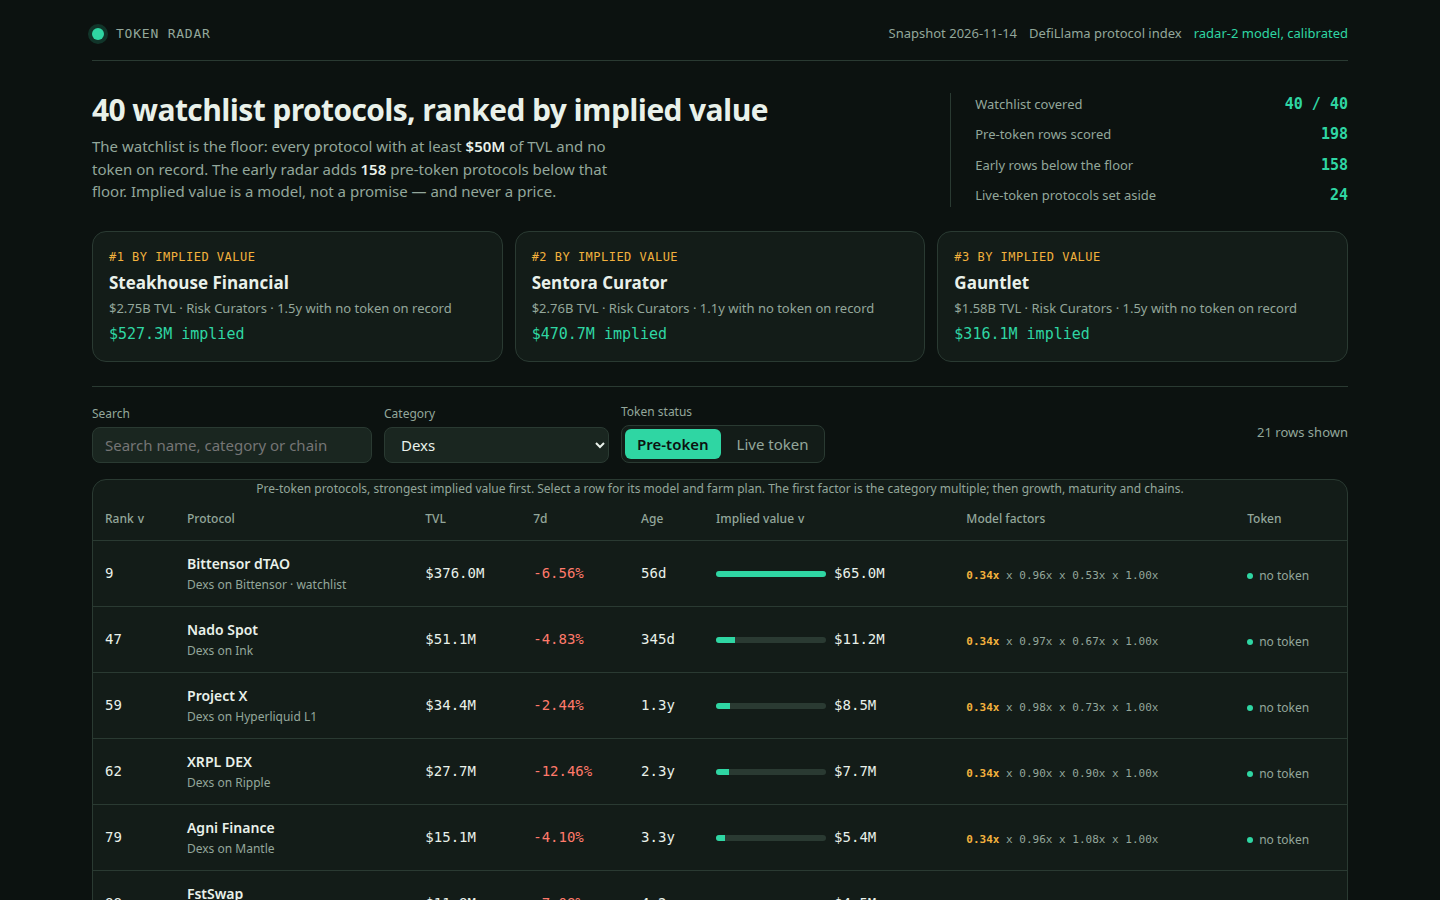 TOKEN RADAR
Snapshot 2026-11-14 DefiLlama protocol index radar-2 model, calibrated
40 watchlist protocols, ranked by implied value
The watchlist is the floor: every protocol with at least $50M of TVL and no
token on record. The early radar adds 158 pre-token protocols below that
floor. Implied value is a model, not a promise — and never a price.
Watchlist covered 40 / 40
Pre-token rows scored 198
Early rows below the floor 158
Live-token protocols set aside 24
#1 BY IMPLIED VALUE
Steakhouse Financial
$2.75B TVL · Risk Curators · 1.5y with no token on record
$527.3M implied
#2 BY IMPLIED VALUE
Sentora Curator
$2.76B TVL · Risk Curators · 1.1y with no token on record
$470.7M implied
#3 BY IMPLIED VALUE
Gauntlet
$1.58B TVL · Risk Curators · 1.5y with no token on record
$316.1M implied
Search
Search name, category or chain
Category
Dexs
Token status
Pre-token Live token
21 rows shown
Pre-token protocols, strongest implied value first. Select a row for its model and farm plan. The first factor is the category multiple; then growth, maturity and chains.
Rank v Protocol TVL 7d Age Implied value v Model factors Token
9 Bittensor dTAO $376.0M -6.56% 56d $65.0M 0.34x x 0.96x x 0.53x x 1.00x no token
Dexs on Bittensor · watchlist
47 Nado Spot $51.1M -4.83% 345d $11.2M 0.34x x 0.97x x 0.67x x 1.00x no token
Dexs on Ink
59 Project X $34.4M -2.44% 1.3y $8.5M 0.34x x 0.98x x 0.73x x 1.00x no token
Dexs on Hyperliquid L1
62 XRPL DEX $27.7M -12.46% 2.3y $7.7M 0.34x x 0.90x x 0.90x x 1.00x no token
Dexs on Ripple
79 Agni Finance $15.1M -4.10% 3.3y $5.4M 0.34x x 0.96x x 1.08x x 1.00x no token
Dexs on Mantle
FstSwap